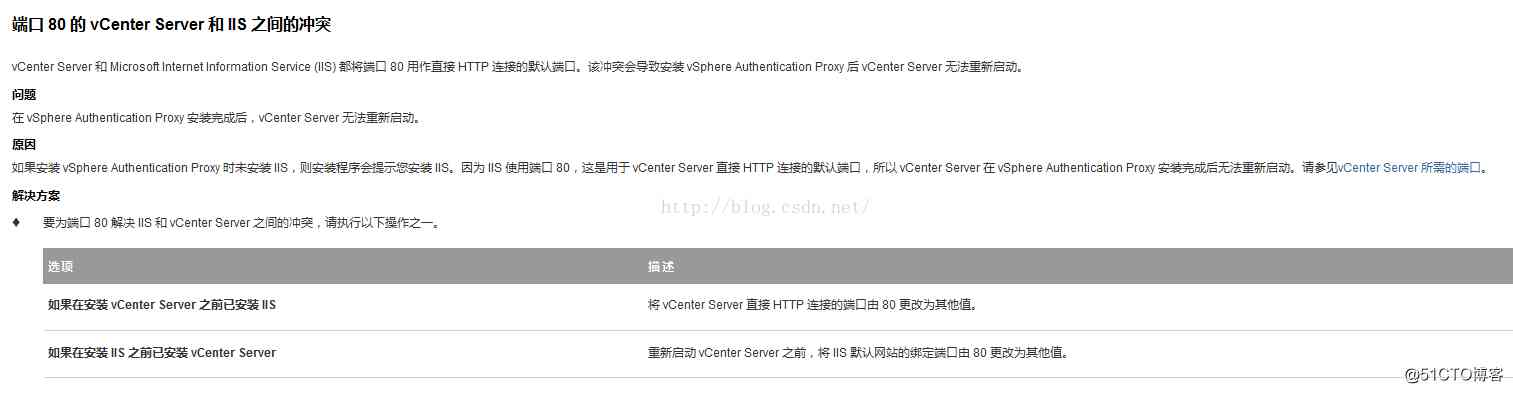 端口 80 的 vCenter Server 和 IIS 之间的冲突
vCenter Server 和 Microsoft Internet Information Service (IIS) 都将端口 80 用作直接 HTTP 连接的默认端口。该冲突会导致安装 vSphere Authentication Proxy 后 vCenter Server 无法重新启动。
问题
在 vSphere Authentication Proxy 安装完成后，vCenter Server 无法重新启动。
原因
如果安装 vSphere Authentication Proxy 时未安装 IIS，则安装程序会提示您安装 IIS。因为 IIS 使用端口 80，这是用于 vCenter Server 直接 HTTP 连接的默认端口，所以 vCenter Server 在 vSphere Authentication Proxy 安装完成后无法重新启动。请参见vCenter Server 所需的端口。
解决方案
http://blog.csdn.net/
♦ 要为端口 80 解决 IIS 和 vCenter Server 之间的冲突，请执行以下操作之一。
选项 描述
如果在安装 vCenter Server 之前已安装 IIS 将 vCenter Server 直接 HTTP 连接的端口由 80 更改为其他值。
如果在安装 IIS 之前已安装 vCenter Server 重新启动 vCenter Server 之前，将 IIS 默认网站的绑定端口由 80 更改为其他值。
@51CTO博客